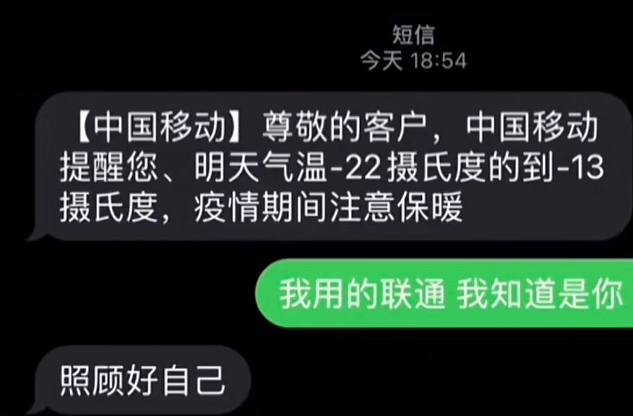 短信
今天 18:54
【中国移动】尊敬的客户，中国移动
提醒您、明天气温-22摄氏度的到-13
摄氏度，疫情期间注意保暖
我用的联通 我知道是你
照顾好自己